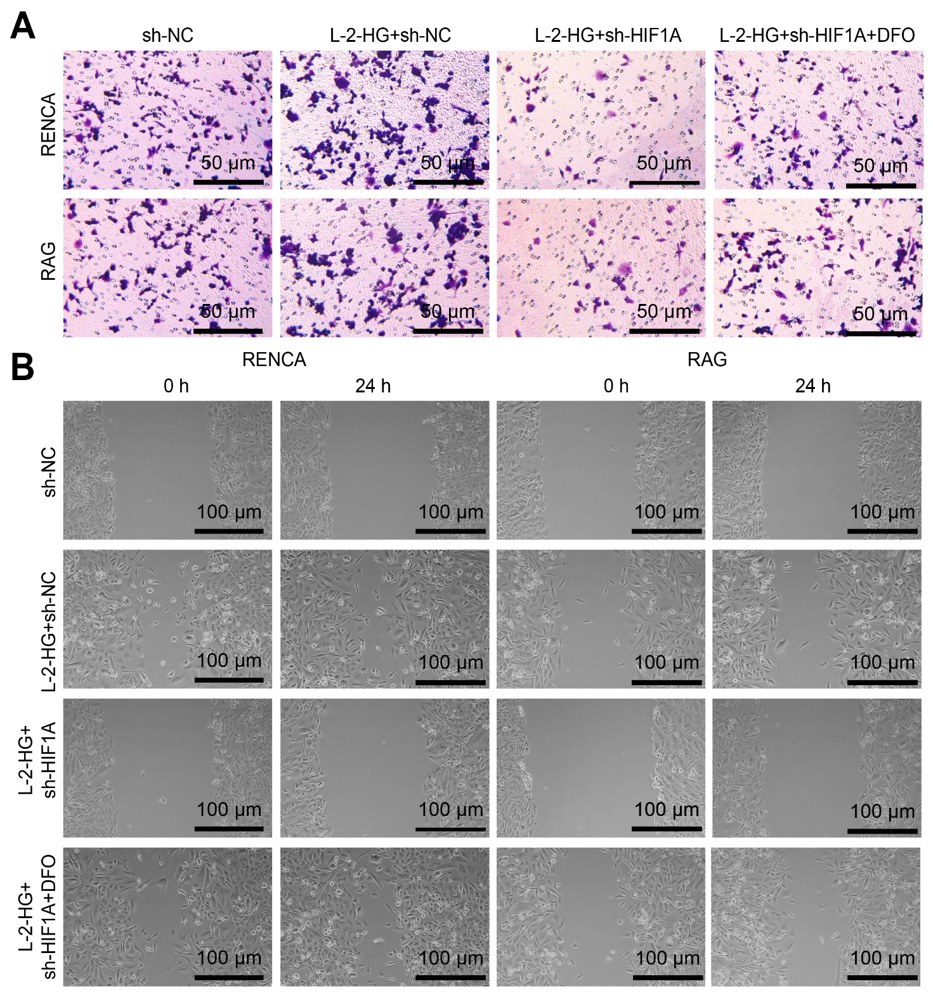 A
sh-NC
L-2-HG+sh-NC
L-2-HG+sh-HIF1A
L-2-HG+sh-HIF1A+DFO
RENCA
50 µm
50 µm
50 µm
50 µm
RAG
50 µm
50 µm
50 µm
50 µm
B
RENCA
RAG
0 h
24 h
0 h
24 h
sh-NC
100 µm
100 µm
100 µm
100 µm
L-2-HG+sh-NC
100 µm
100 µm
100 µm
100 µm
L-2-HG+
sh-HIF1A
100 µm
100 µm
100 µm
100 µm
L-2-HG+
sh-HIF1A+DFO
100 µm
100 µm
100 µm
100 µm